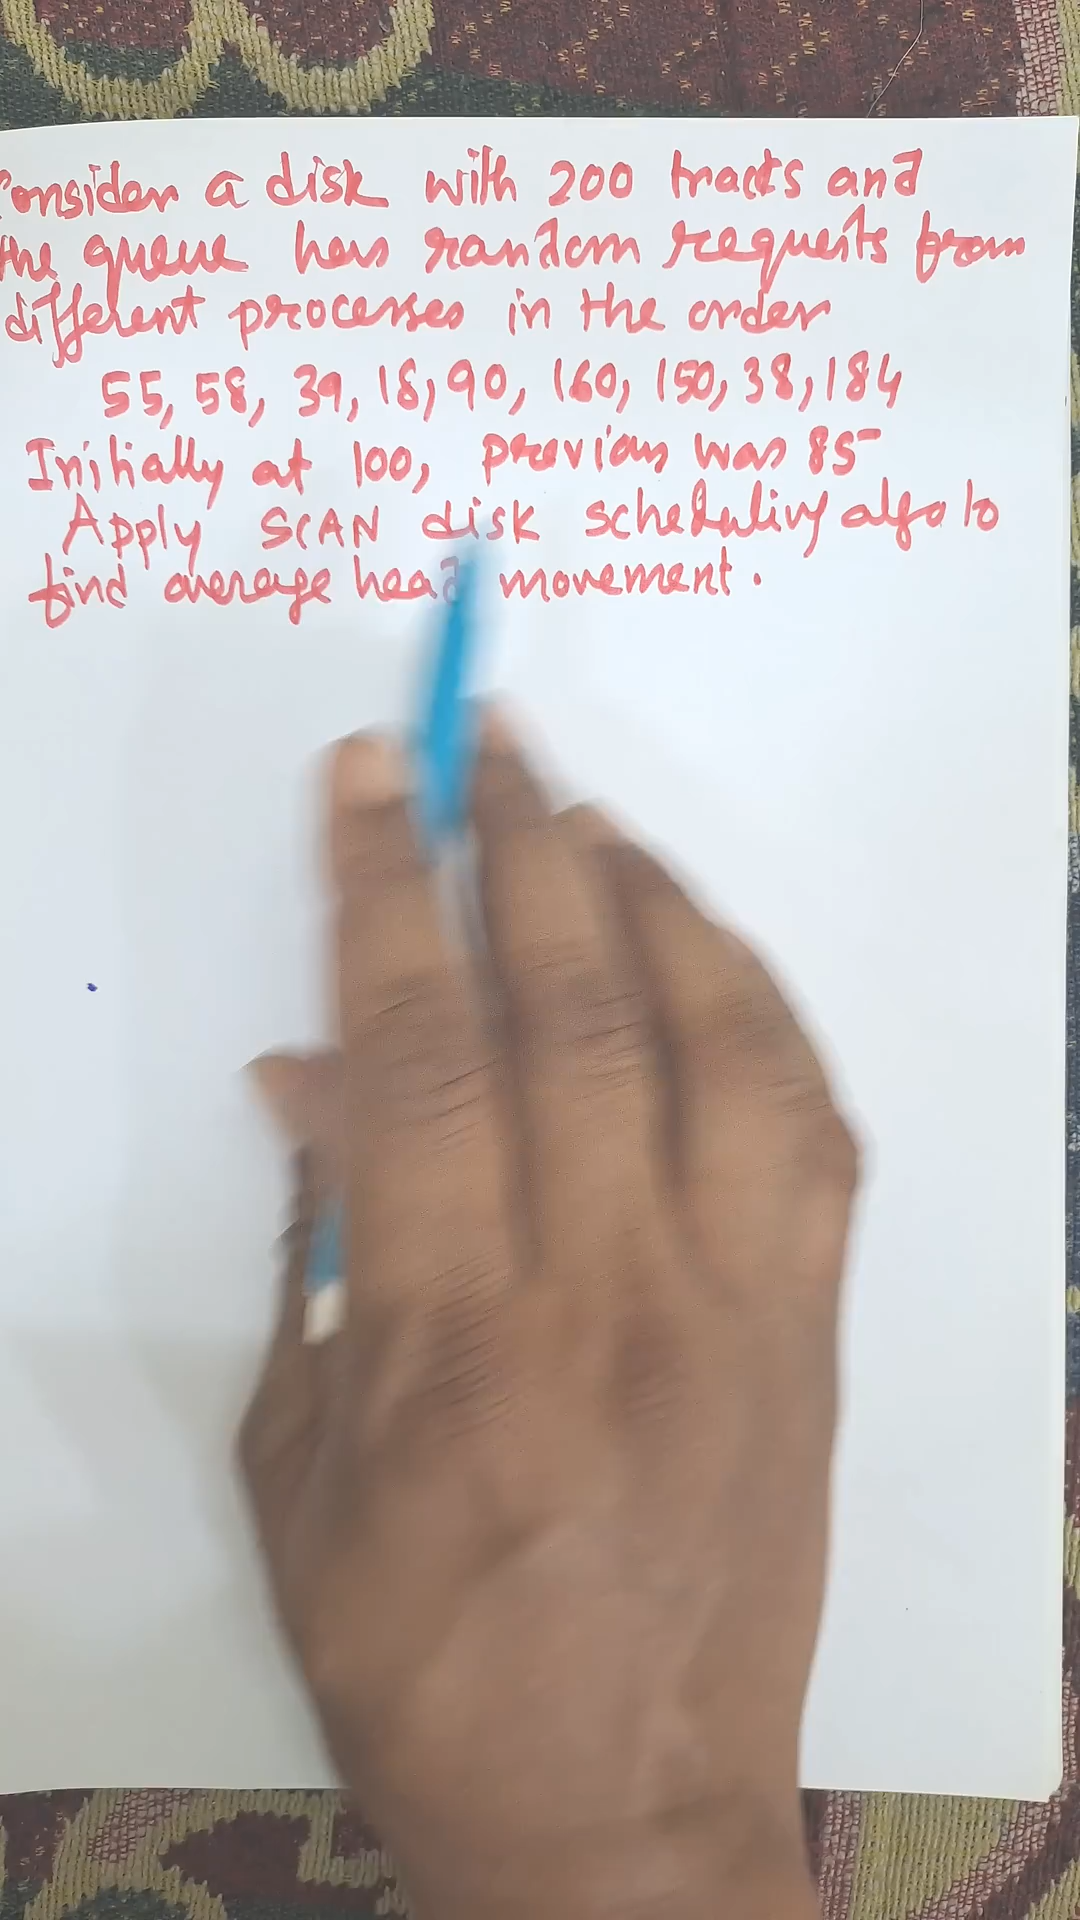 Consider a disk with 200 tracts and
the queue has random requests from
different processes in the order
55, 58, 39, 18, 90, 160, 150, 38, 184
Initially at 100, previous was 85
Apply SCAN disk scheduling algo to
find average head movement.